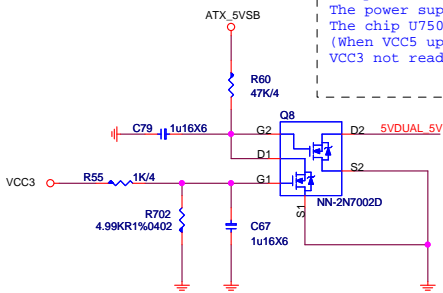 The power sup
The chip U750
(When VCC5 up
VCC3 not read
ATX_5VSB
R60
47K/4
Q8
C79 1u16X6
G2
D2
5VDUAL_5V
D1
S2
VCC3
R55 1K/4
G1
NN-2N7002D
S1
R702
4.99KR1%0402
C67
1u16X6